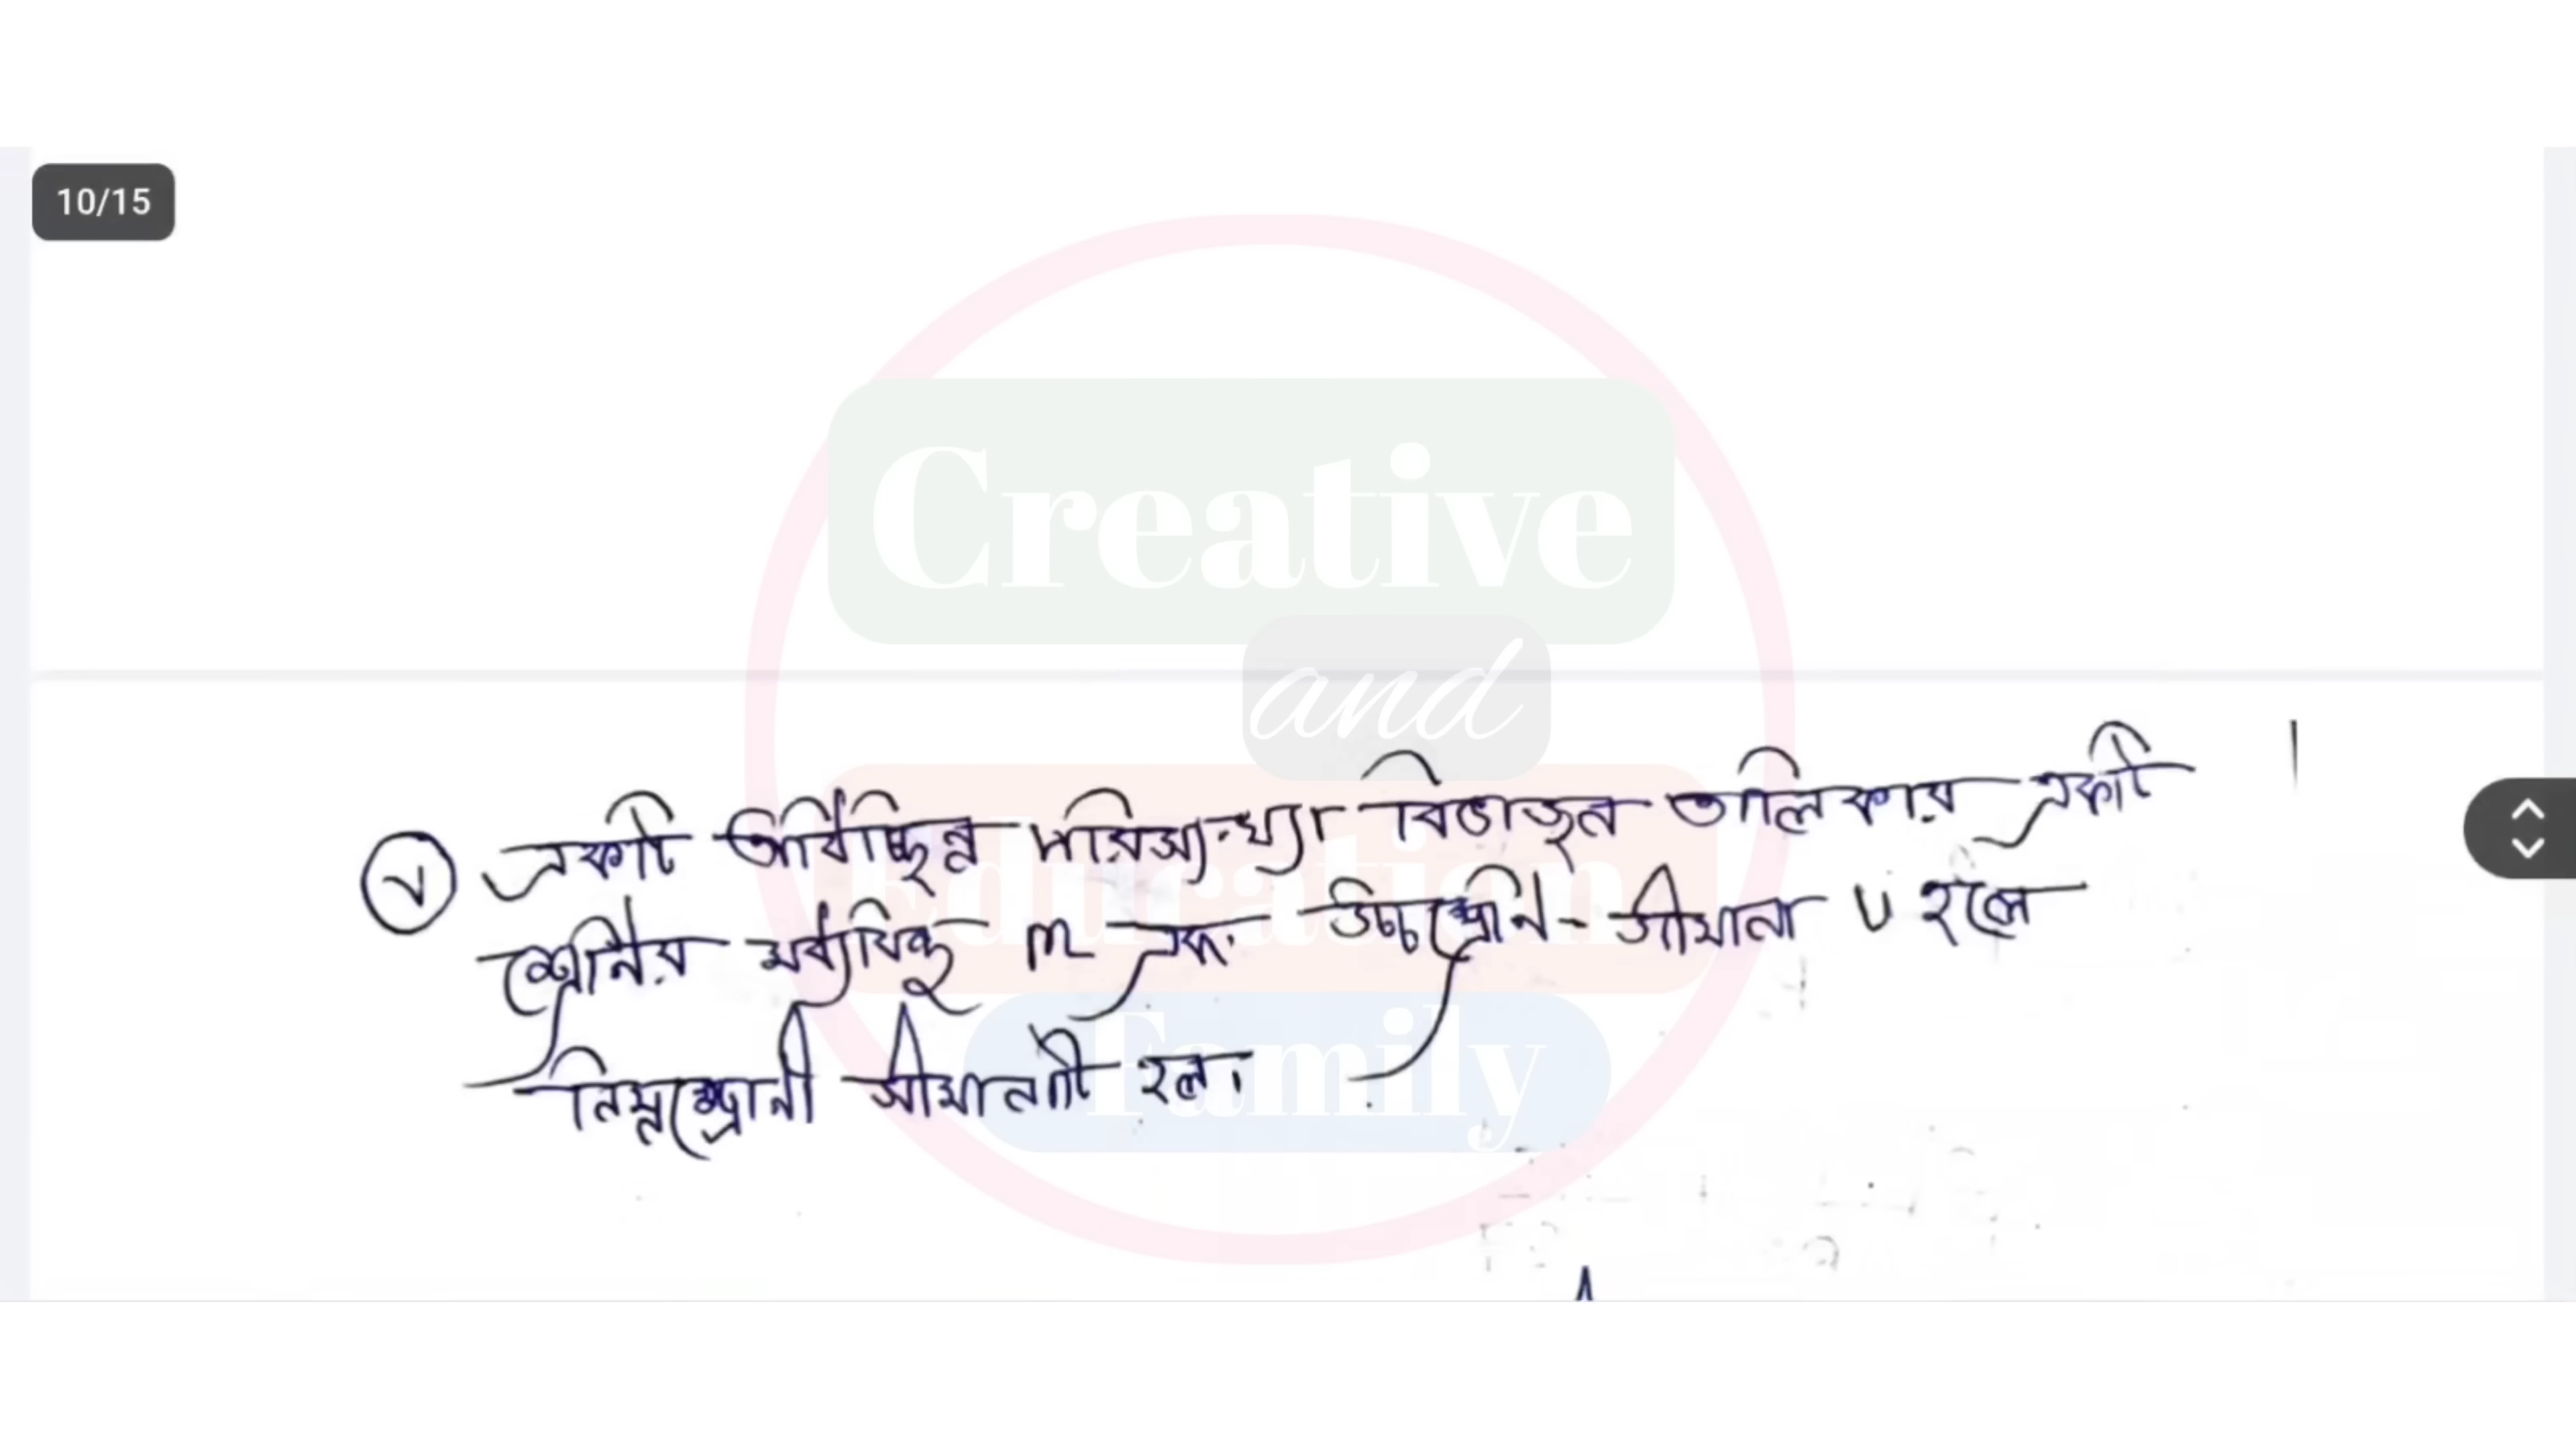 10/15
Creative
and
Education
Family
v একটি অবিচ্ছিন্ন পরিসংখ্যা বিভাজন তালিকায় একটি
শ্রেণির মধ্যবিন্দু m এবং উচ্চশ্রেণি-সীমানা U হলে
নিম্নশ্রেণী সীমানাটি হল।